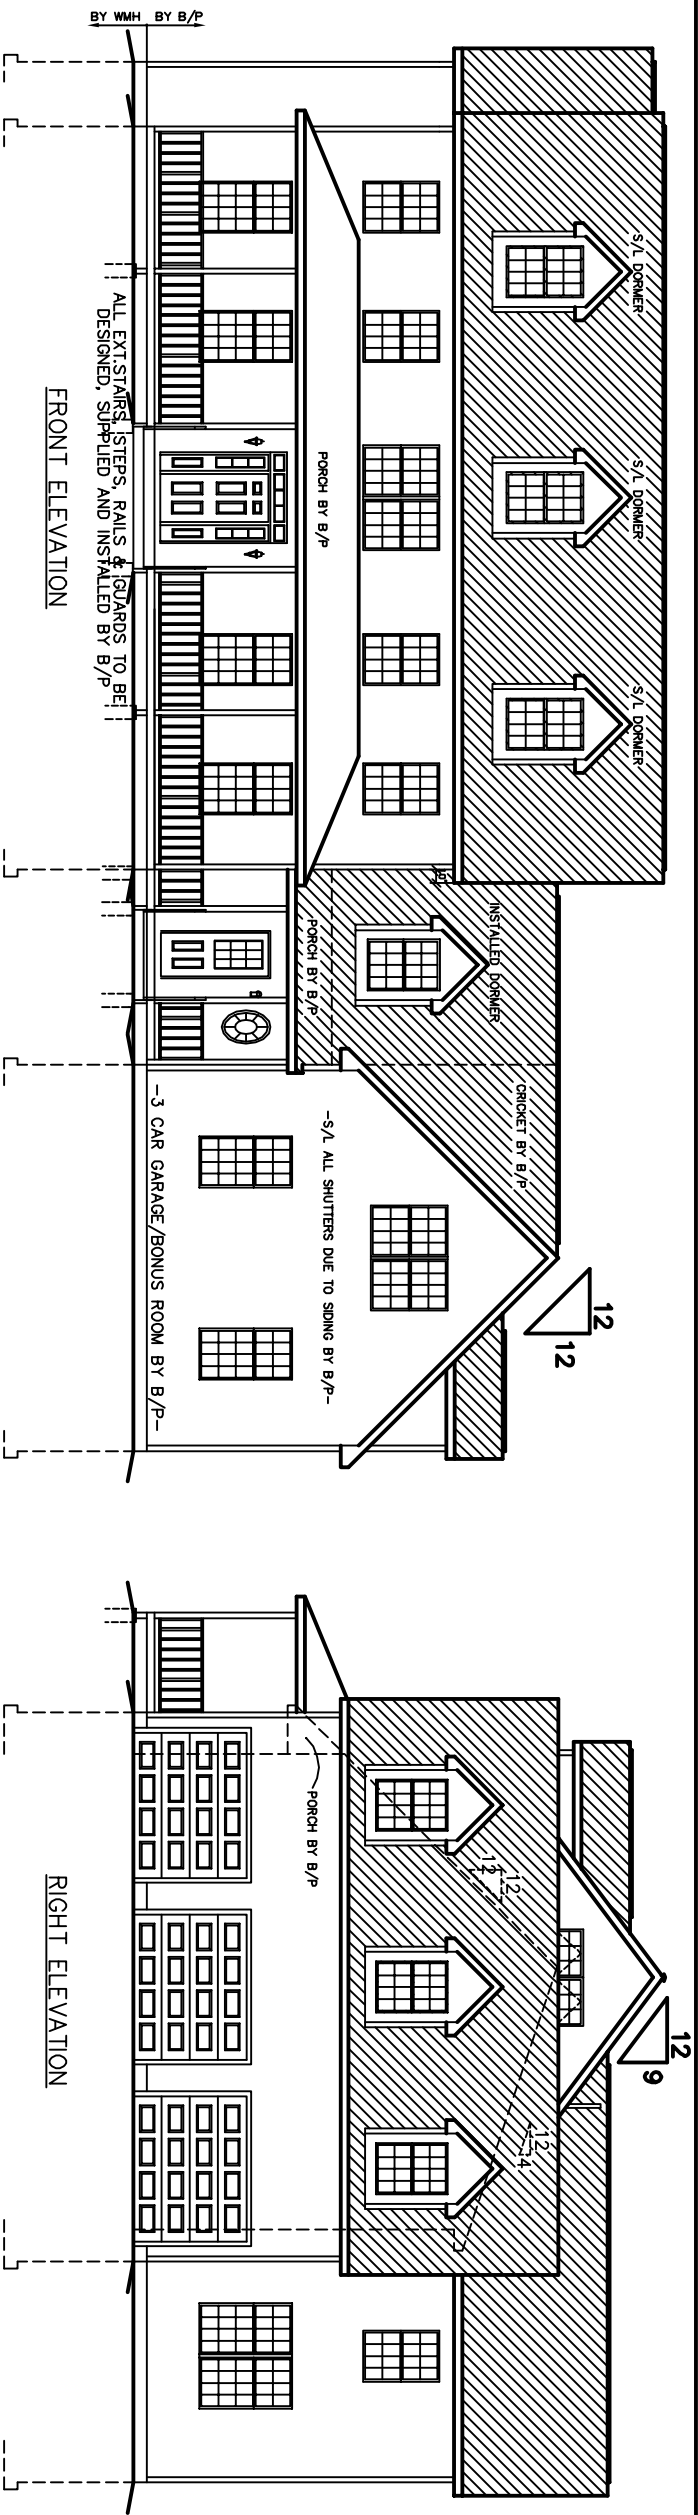 BY WMH
BY B/P
S/L DORMER
S/L DORMER
S/L DORMER
INSTALLED DORMER
CRICKET BY B/P
12
12
PORCH BY B/P
PORCH BY B/P
-S/L ALL SHUTTERS DUE TO SIDING BY B/P-
-3 CAR GARAGE/BONUS ROOM BY B/P-
ALL EXT.STAIRS, STEPS, RAILS & GUARDS TO BE
DESIGNED, SUPPLIED AND INSTALLED BY B/P
FRONT ELEVATION
12
9
12
12
12
4
PORCH BY B/P
RIGHT ELEVATION